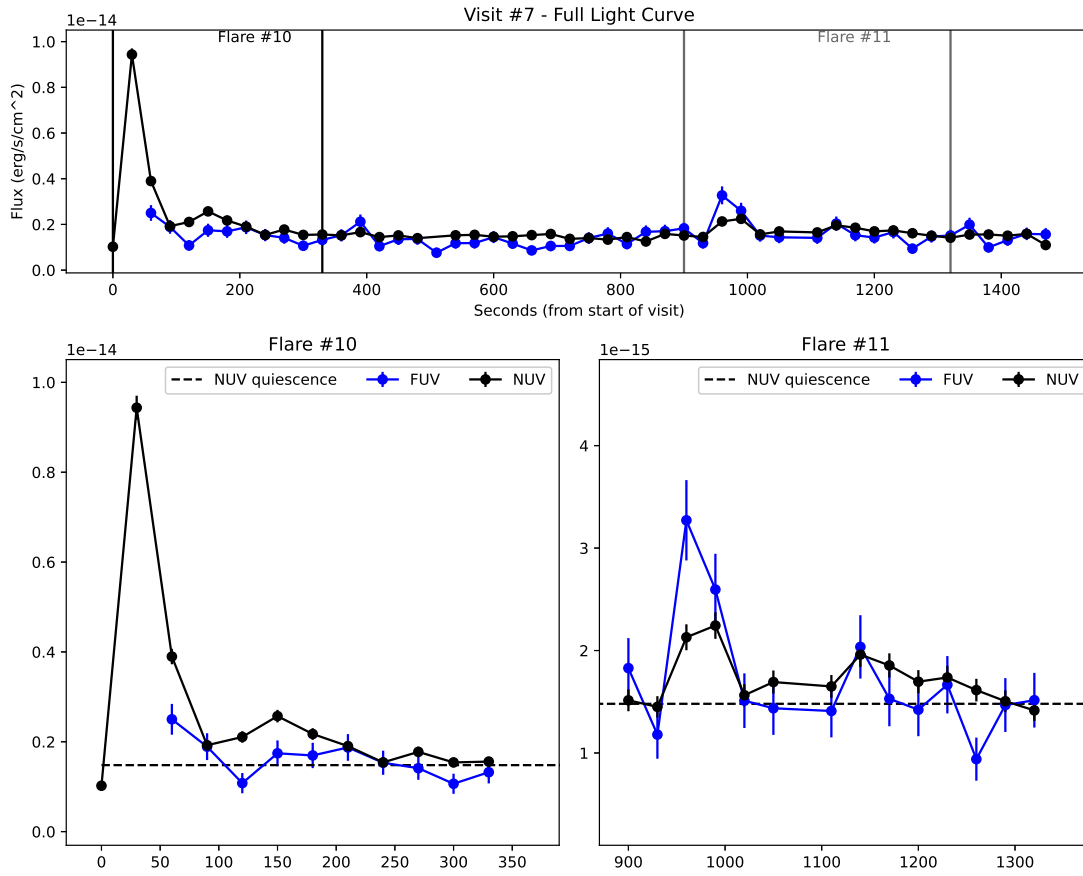 Visit #7 - Full Light Curve
1e−14
Flare #10
Flare #11
1.0
0.8
0.6
0.4
0.2
0.0
Flux (erg/s/cm^2)
0 200 400 600 800 1000 1200 1400
Seconds (from start of visit)
Flare #10
1e−14
NUV quiescence FUV NUV
1.0
0.8
0.6
0.4
0.2
0.0
0 50 100 150 200 250 300 350
Flare #11
1e−15
NUV quiescence FUV NUV
4
3
2
1
900 1000 1100 1200 1300